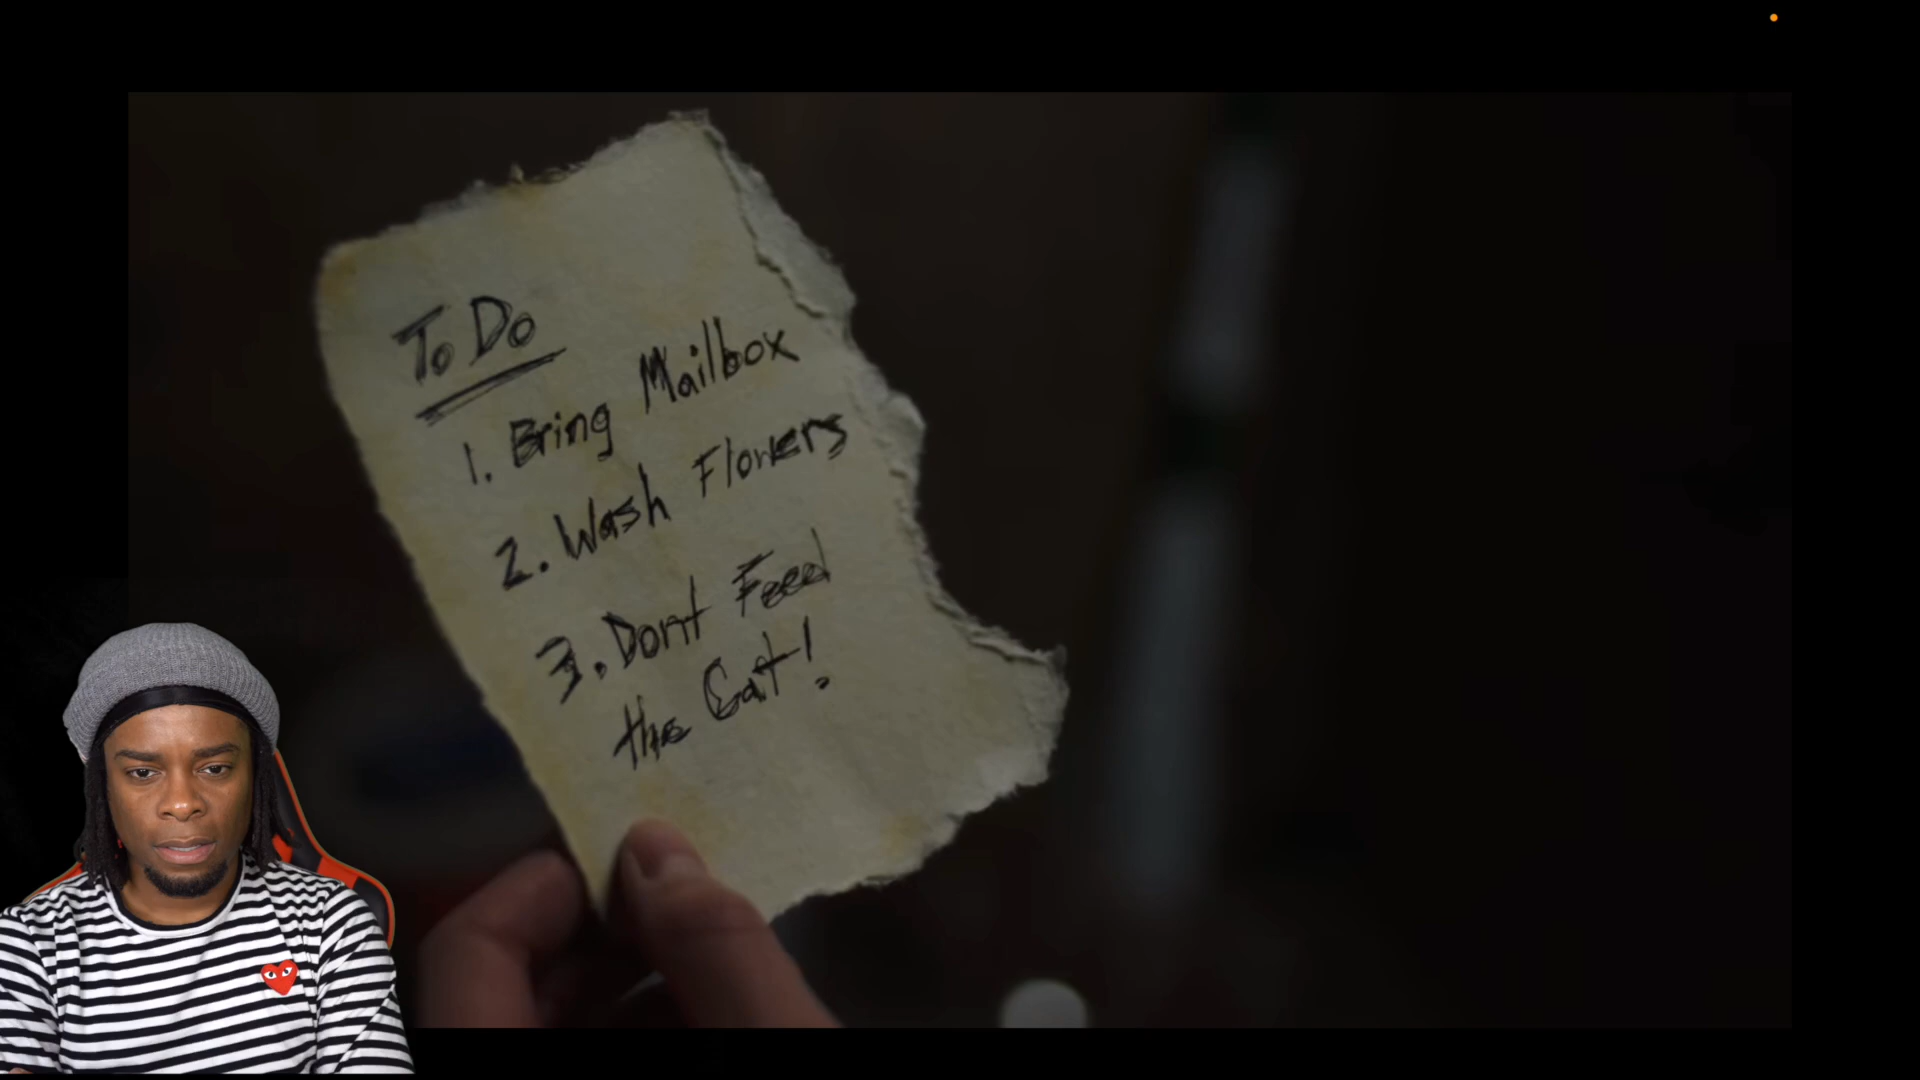 To Do
1. Bring Mailbox
2. Wash Flowers
3. Dont Feed
the Cat!